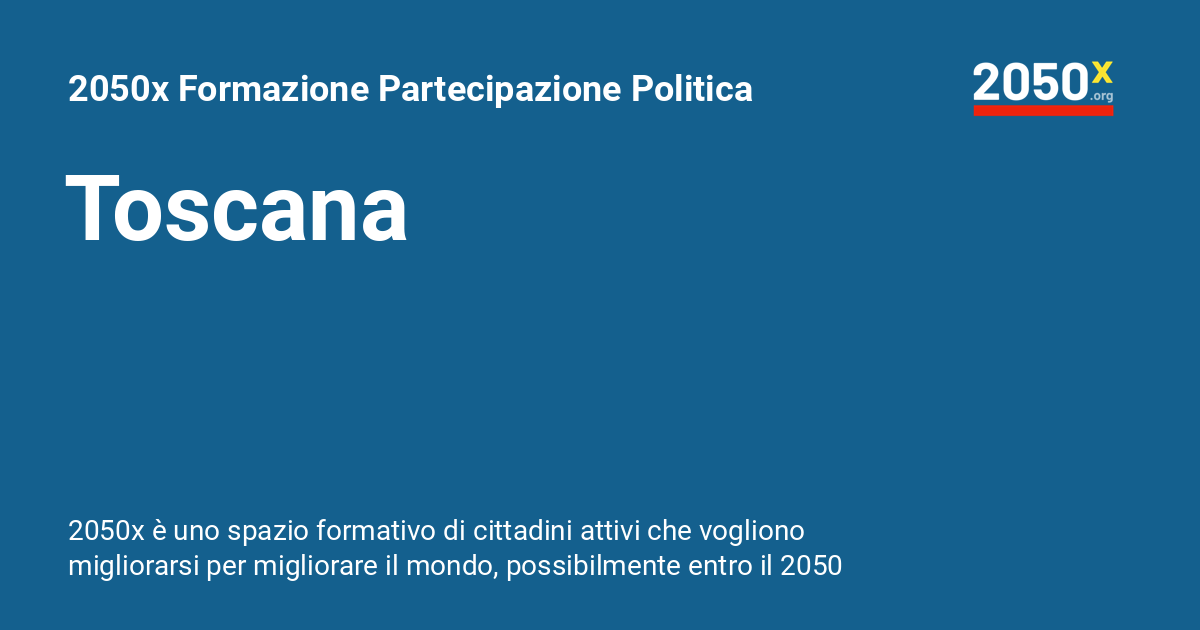 2050x Formazione Partecipazione Politica
2050x
.org
Toscana
2050x è uno spazio formativo di cittadini attivi che vogliono
migliorarsi per migliorare il mondo, possibilmente entro il 2050